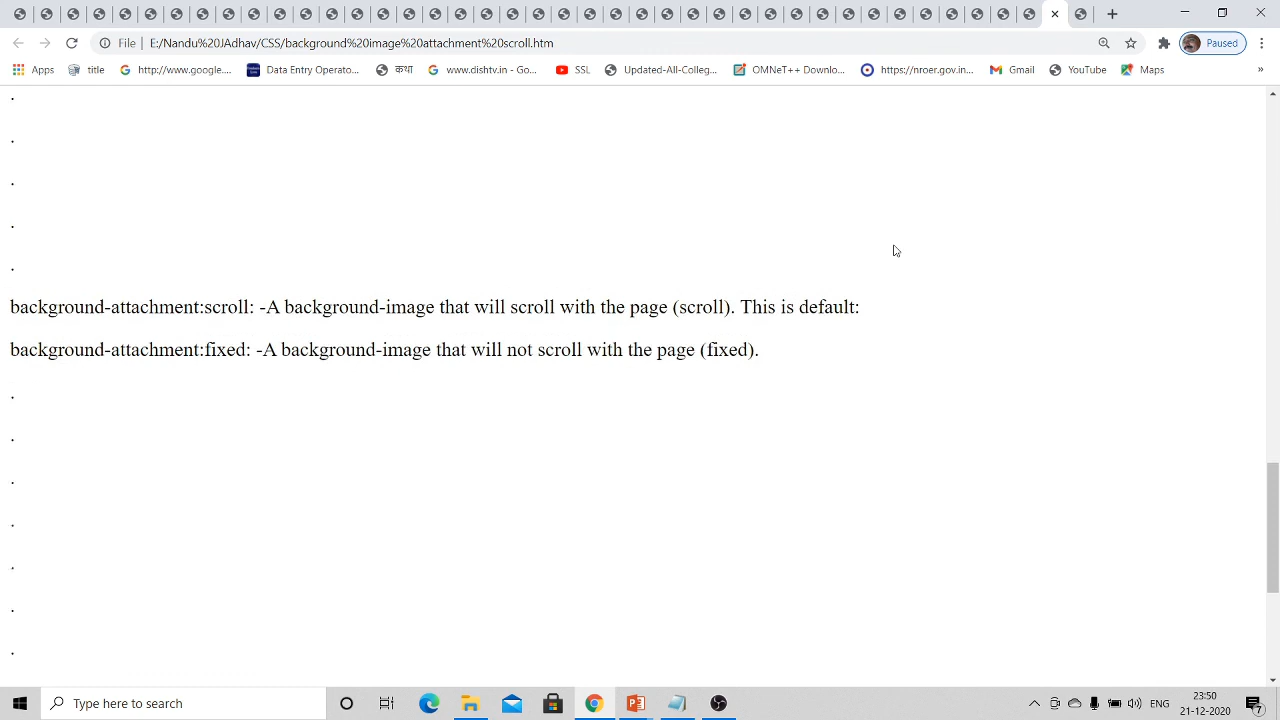 File E:/Nandu%20JAdhav/CSS/background%20image%20attachment%20scroll.htm Paused
Apps title http://www.google.... Data Entry Operato... कथा www.dishtv.in - Go... SSL Updated-All-Colleg... OMNeT++ Downlo... https://nroer.gov.in... Gmail YouTube Maps »
.
.
.
.
.
background-attachment:scroll: -A background-image that will scroll with the page (scroll). This is default:
background-attachment:fixed: -A background-image that will not scroll with the page (fixed).
.
.
.
.
.
.
.
Type here to search
ENG
23:50
21-12-2020
7